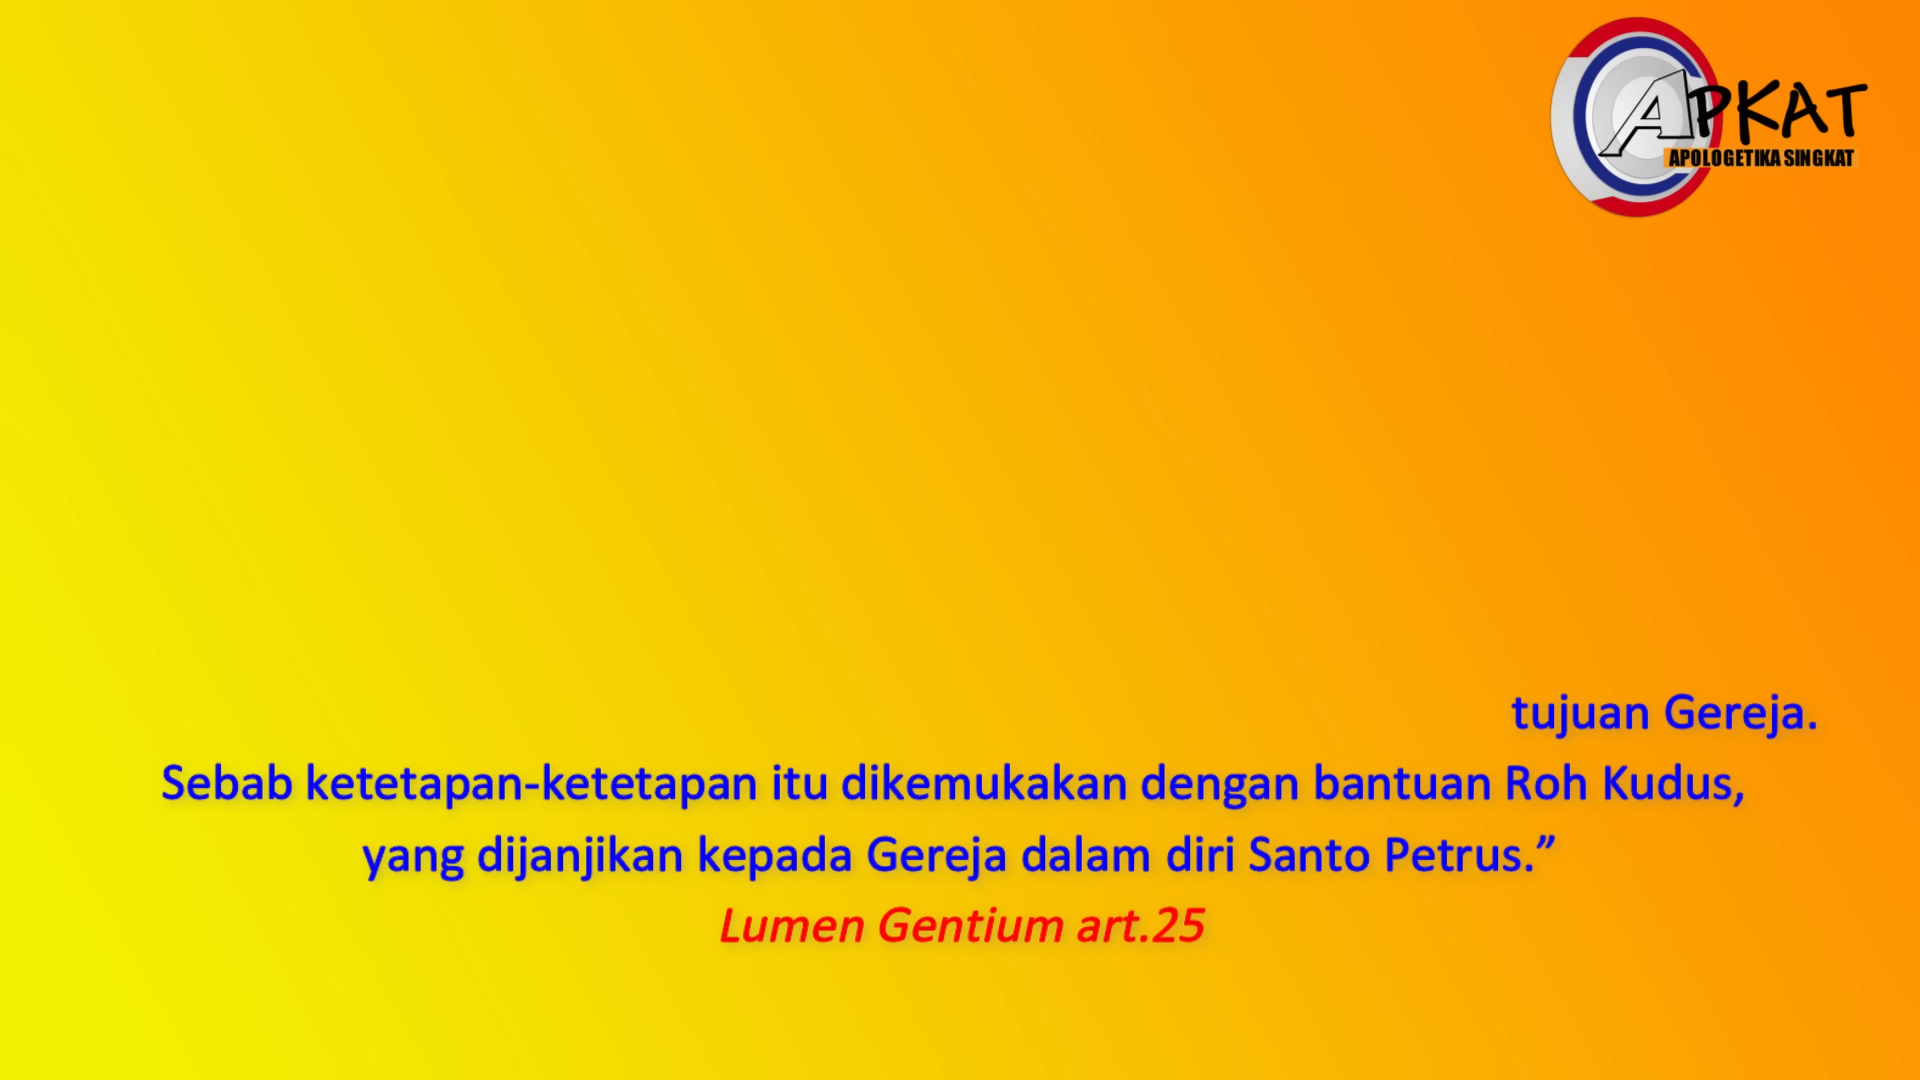 APKAT
APOLOGETIKA SINGKAT
tujuan Gereja.
Sebab ketetapan-ketetapan itu dikemukakan dengan bantuan Roh Kudus,
yang dijanjikan kepada Gereja dalam diri Santo Petrus.”
Lumen Gentium art.25